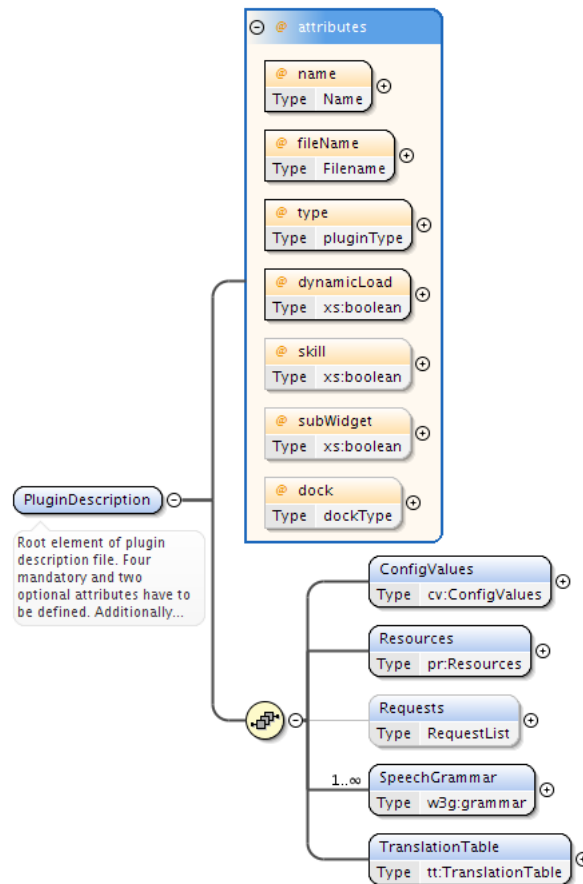 @ attributes
@ name
Type Name
@ fileName
Type Filename
@ type
Type pluginType
@ dynamicLoad
Type xs:boolean
@ skill
Type xs:boolean
@ subWidget
Type xs:boolean
@ dock
Type dockType
PluginDescription
Root element of plugin
description file. Four
mandatory and two
optional attributes have to
be defined. Additionally...
ConfigValues
Type cv:ConfigValues
Resources
Type pr:Resources
Requests
Type RequestList
1..∞
SpeechGrammar
Type w3g:grammar
TranslationTable
Type tt:TranslationTable